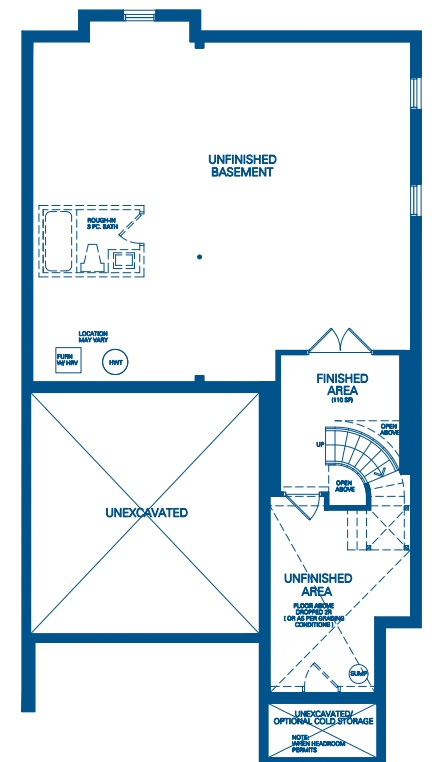 UNFINISHED
BASEMENT
ROUGH-IN
3 PC. BATH
LOCATION
MAY VARY
FURN
W/ HRV
HWT
FINISHED
AREA
(110 SF)
OPEN
ABOVE
UP
OPEN
ABOVE
UNEXCAVATED
UNFINISHED
AREA
FLOOR ABOVE
DROPPED 2R
( OR AS PER GRADING
CONDITIONS )
SUMP
UNEXCAVATED/
OPTIONAL COLD STORAGE
NOTE:
WHEN HEADROOM
PERMITS